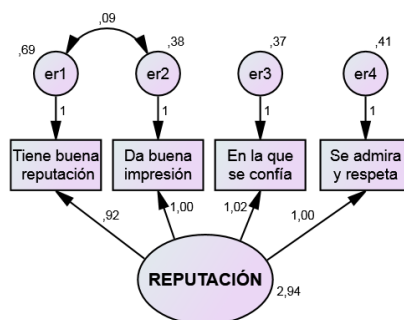 ,09
,69
,38
,37
,41
er1
er2
er3
er4
1
1
1
1
Tiene buena
reputación
Da buena
impresión
En la que
se confía
Se admira
y respeta
,92
1,00
1,02
1,00
REPUTACIÓN
2,94